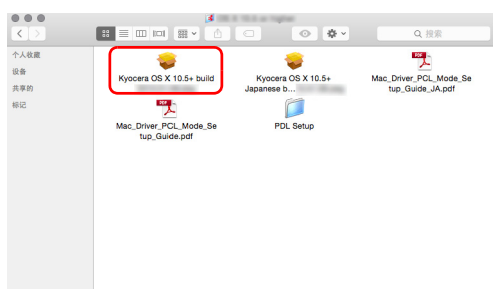 搜索
个人收藏
设备
共享的
标记
Kyocera OS X 10.5+ build
Kyocera OS X 10.5+
Japanese b...
Mac_Driver_PCL_Mode_Se
tup_Guide_JA.pdf
Mac_Driver_PCL_Mode_Se
tup_Guide.pdf
PDL Setup